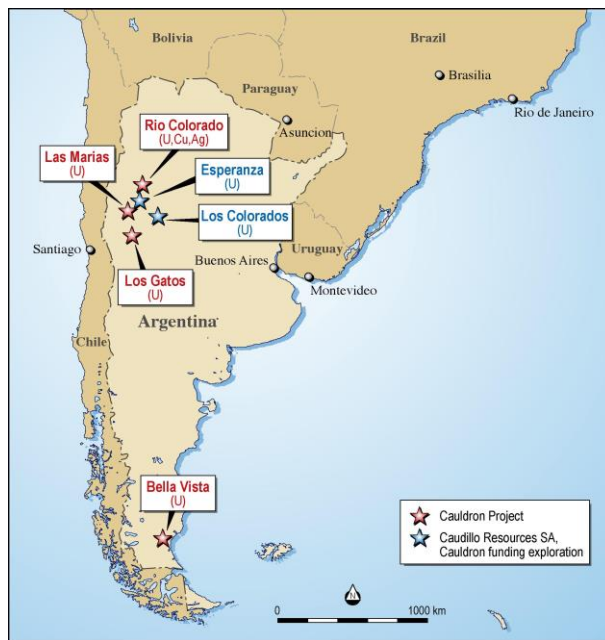 Bolivia
Brazil
Paraguay
Brasilia
Rio de Janeiro
Rio Colorado
(U,Cu,Ag)
Asuncion
Las Marias
(U)
Esperanza
(U)
Los Colorados
(U)
Santiago
Uruguay
Buenos Aires
Los Gatos
(U)
Montevideo
Argentina
Chile
Bella Vista
(U)
Cauldron Project
Caudillo Resources SA,
Cauldron funding exploration
N
0 1000 km